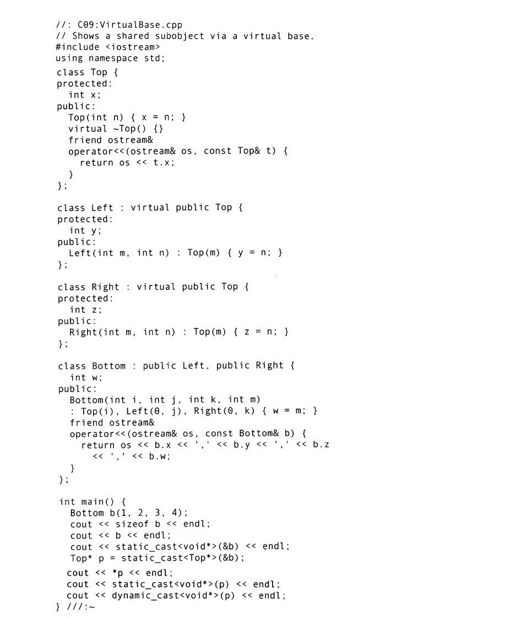 //: C09:VirtualBase.cpp
// Shows a shared subobject via a virtual base.
#include <iostream>
using namespace std;
class Top {
protected:
  int x;
public:
  Top(int n) { x = n; }
  virtual ~Top() {}
  friend ostream&
  operator<<(ostream& os, const Top& t) {
    return os << t.x;
  }
};

class Left : virtual public Top {
protected:
  int y;
public:
  Left(int m, int n) : Top(m) { y = n; }
};

class Right : virtual public Top {
protected:
  int z;
public:
  Right(int m, int n) : Top(m) { z = n; }
};

class Bottom : public Left, public Right {
  int w;
public:
  Bottom(int i, int j, int k, int m)
  : Top(i), Left(0, j), Right(0, k) { w = m; }
  friend ostream&
  operator<<(ostream& os, const Bottom& b) {
    return os << b.x << ',' << b.y << ',' << b.z
      << ',' << b.w;
  }
};

int main() {
  Bottom b(1, 2, 3, 4);
  cout << sizeof b << endl;
  cout << b << endl;
  cout << static_cast<void*>(&b) << endl;
  Top* p = static_cast<Top*>(&b);
  cout << *p << endl;
  cout << static_cast<void*>(p) << endl;
  cout << dynamic_cast<void*>(p) << endl;
} ///:~